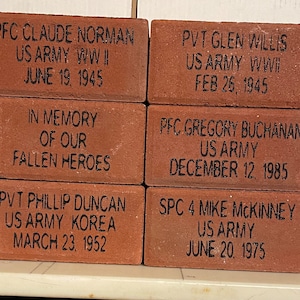 PFC CLAUDE NORMAN
US ARMY WW II
JUNE 19, 1945
PVT GLEN WILLIS
US ARMY WWII
FEB 26, 1945
IN MEMORY
OF OUR
FALLEN HEROES
PFC GREGORY BUCHANAN
US ARMY
DECEMBER 12, 1985
PVT PHILLIP DUNCAN
US ARMY KOREA
MARCH 23, 1952
SPC 4 MIKE McKINNEY
US ARMY
JUNE 20, 1975